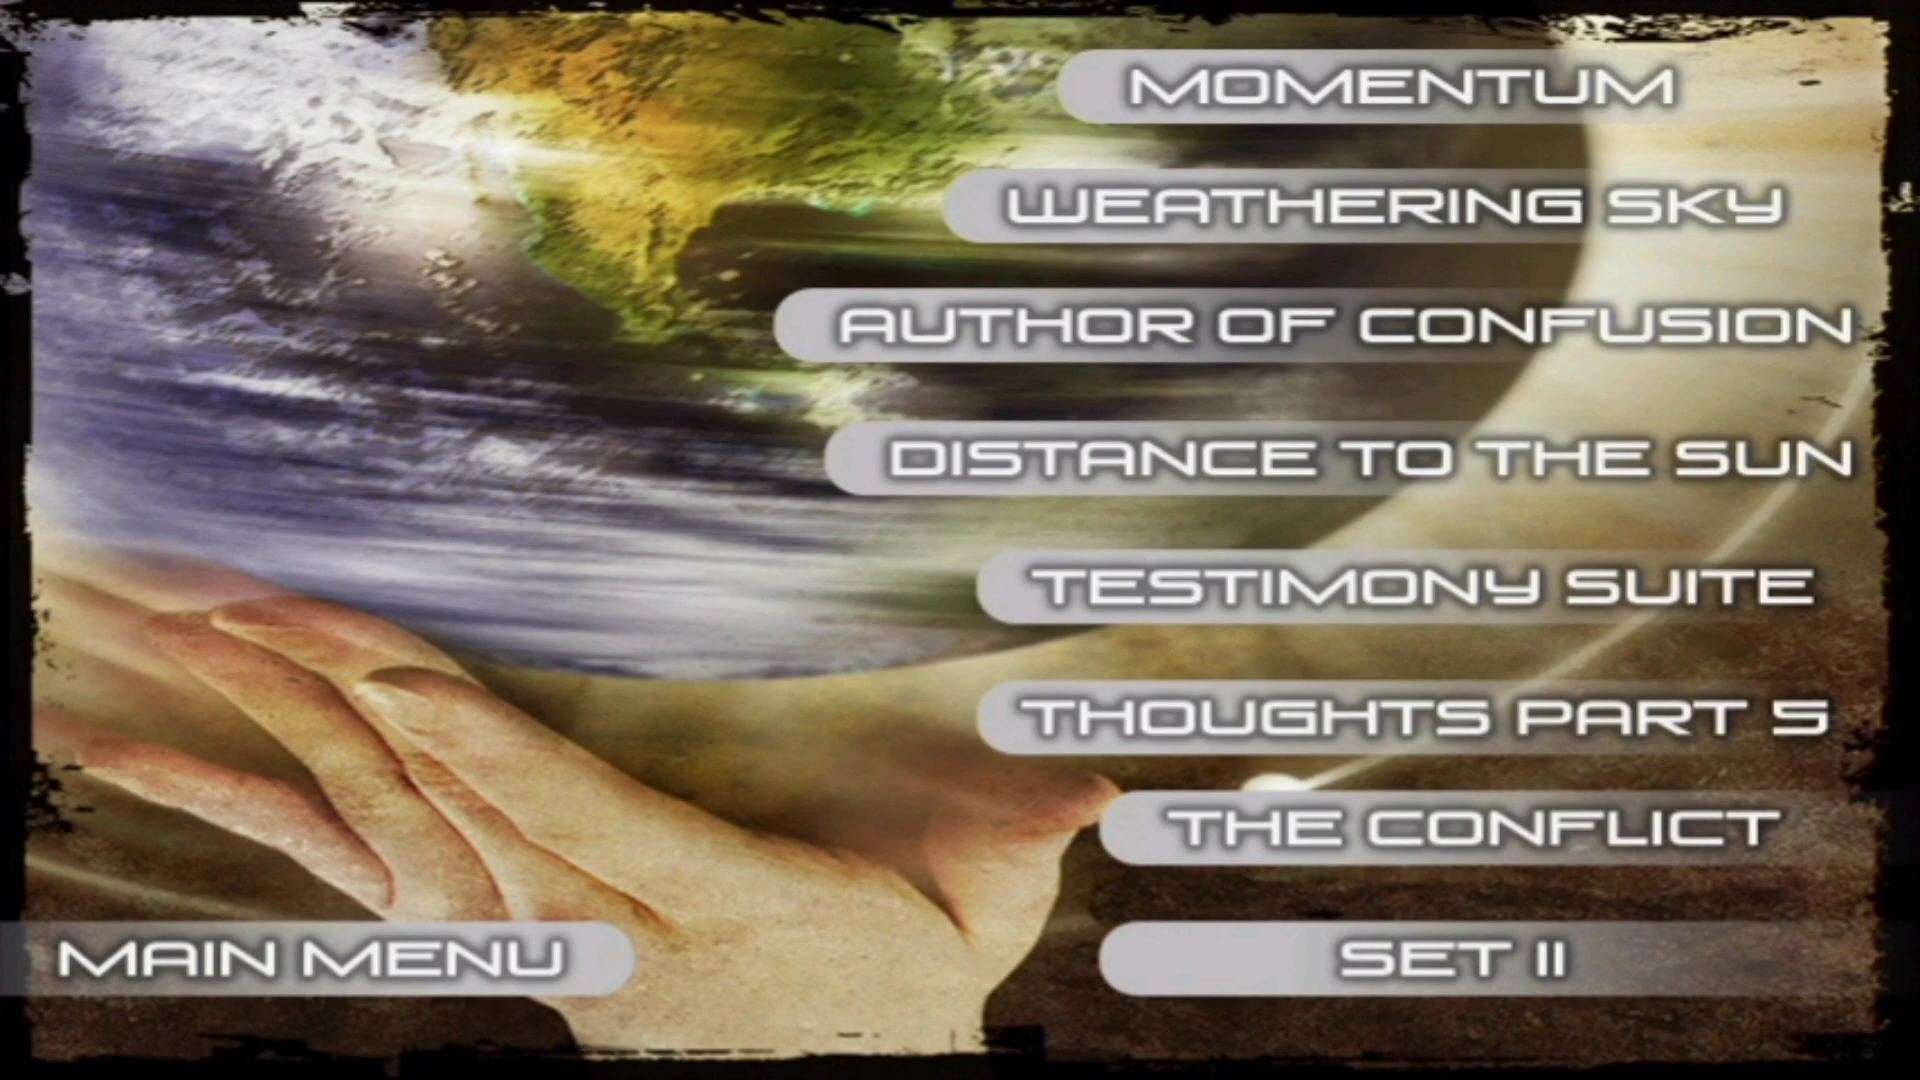 MOMENTUM
WEATHERING SKY
AUTHOR OF CONFUSION
DISTANCE TO THE SUN
TESTIMONY SUITE
THOUGHTS PART 5
THE CONFLICT
MAIN MENU
SET II